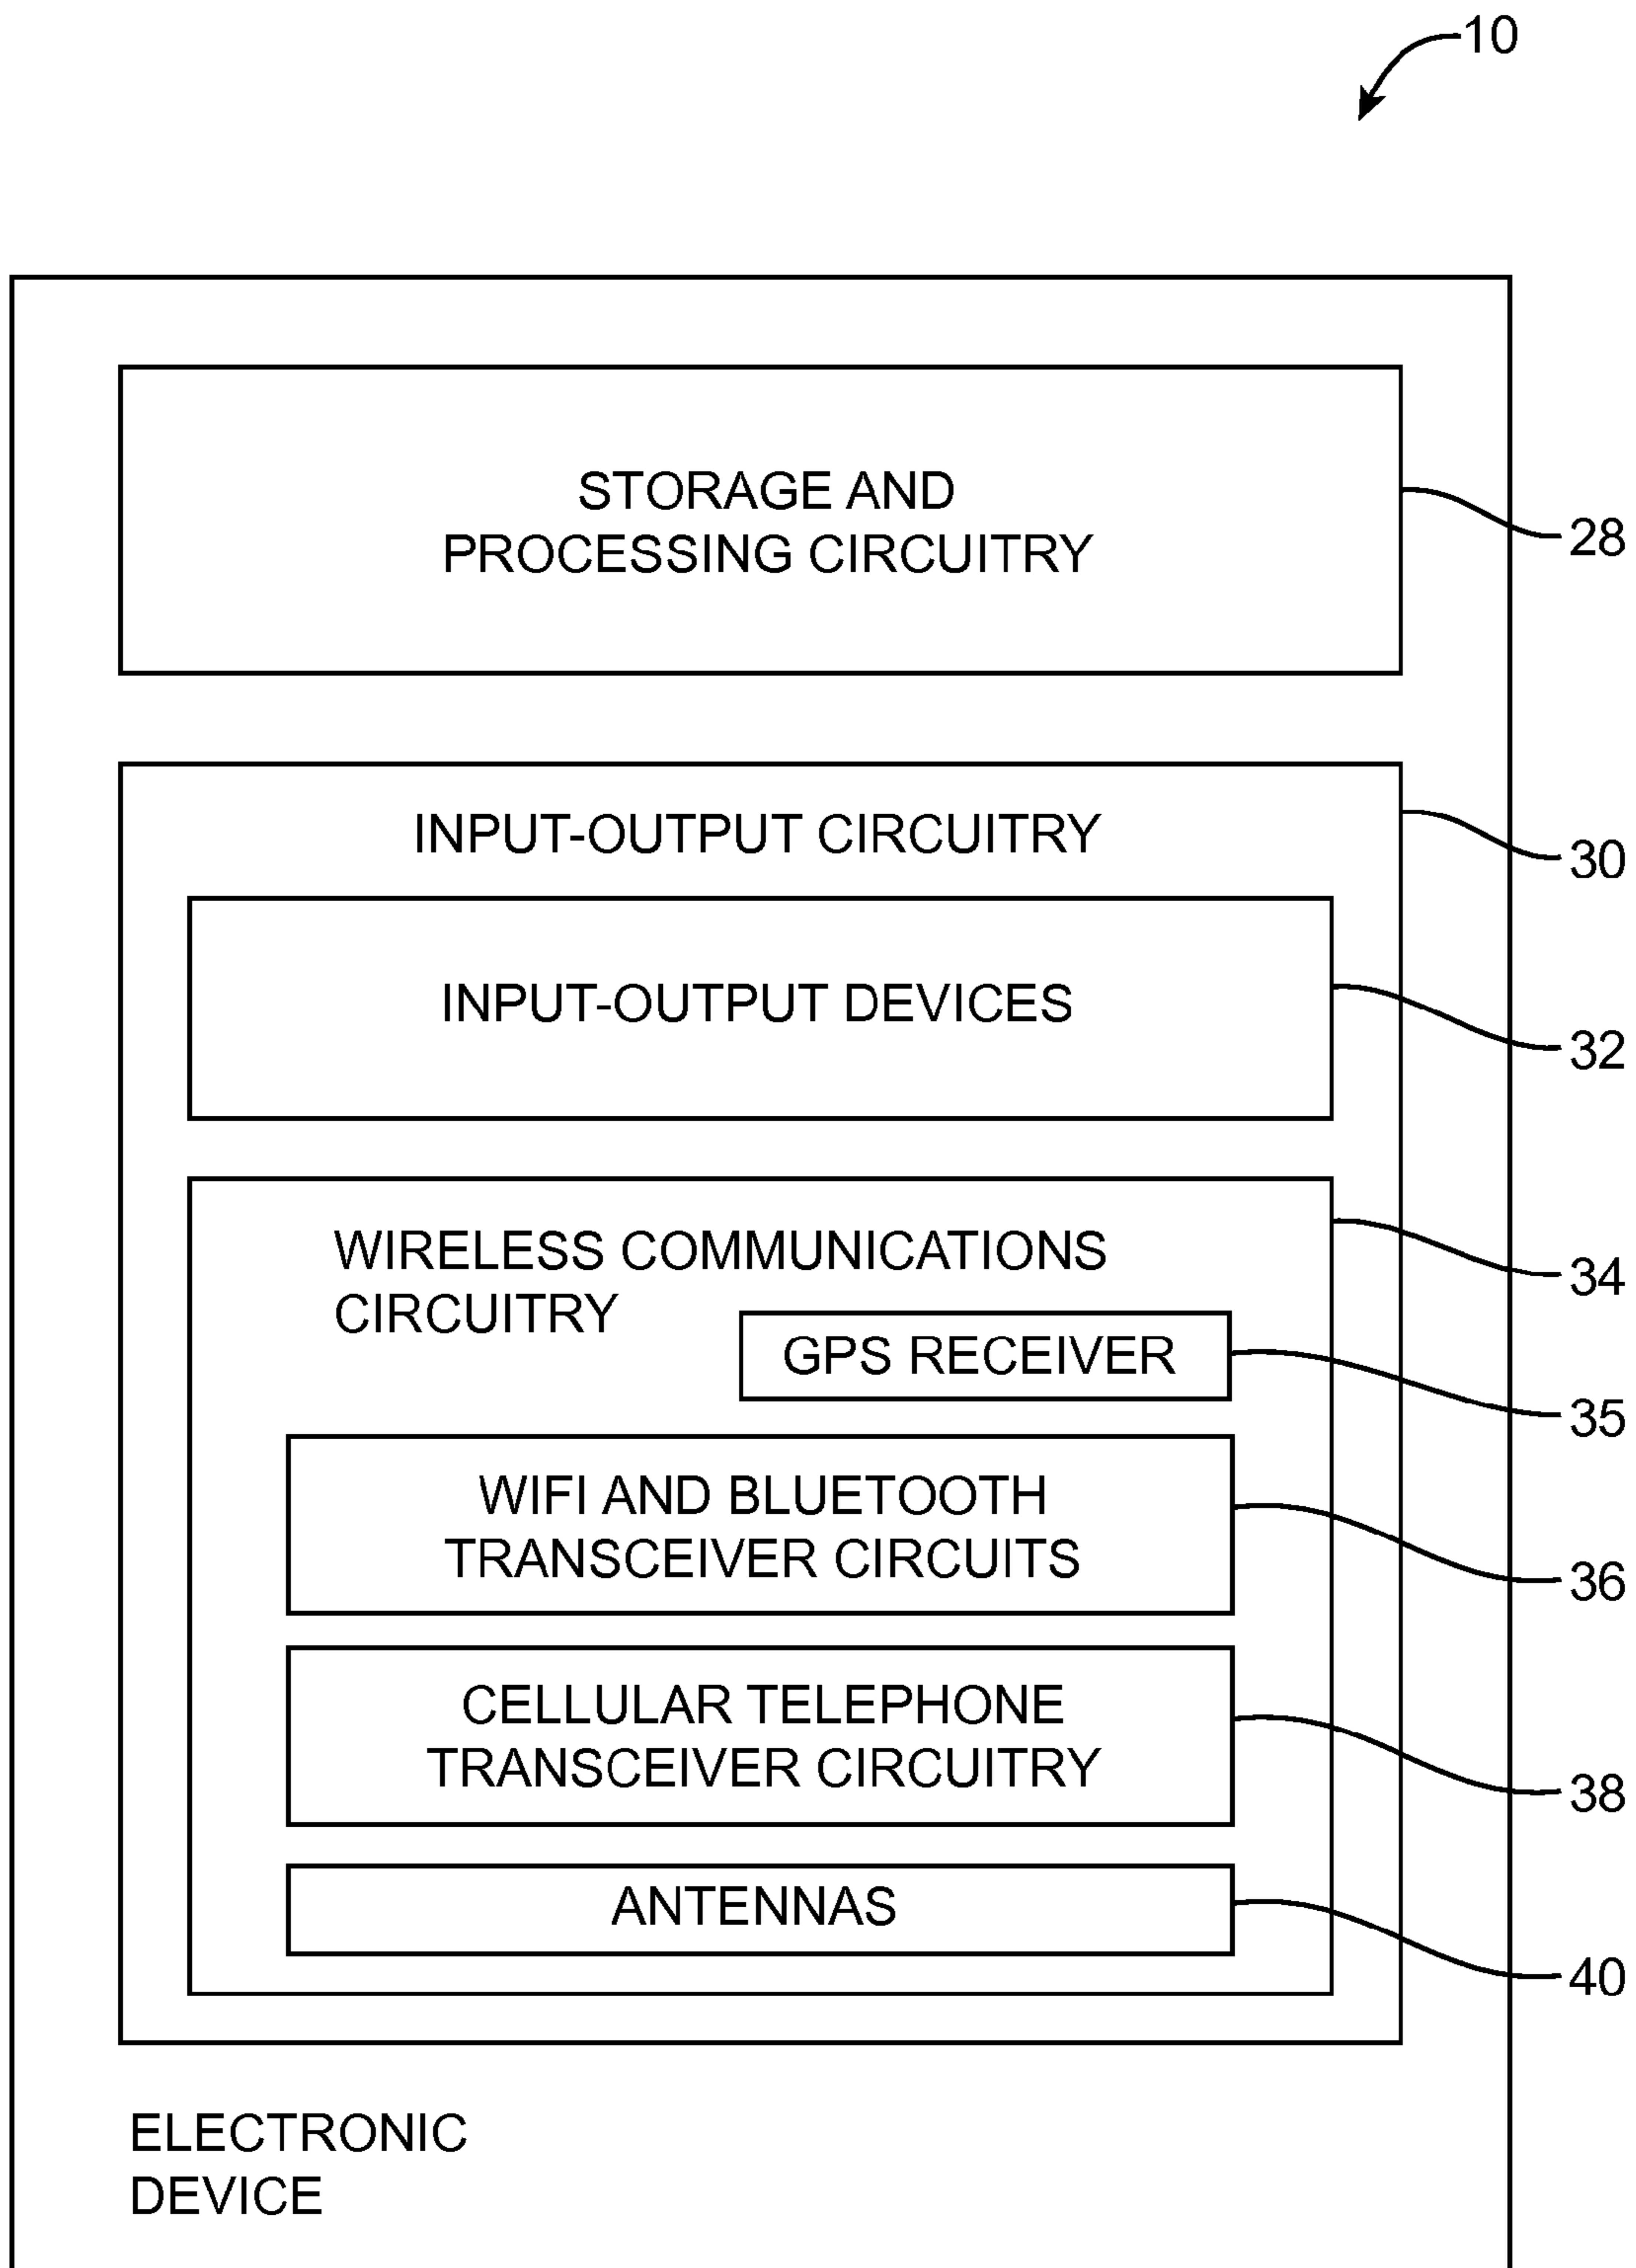 10
STORAGE AND
PROCESSING CIRCUITRY
28
INPUT-OUTPUT CIRCUITRY
30
INPUT-OUTPUT DEVICES
32
WIRELESS COMMUNICATIONS
CIRCUITRY
34
GPS RECEIVER
35
WIFI AND BLUETOOTH
TRANSCEIVER CIRCUITS
36
CELLULAR TELEPHONE
TRANSCEIVER CIRCUITRY
38
ANTENNAS
40
ELECTRONIC
DEVICE